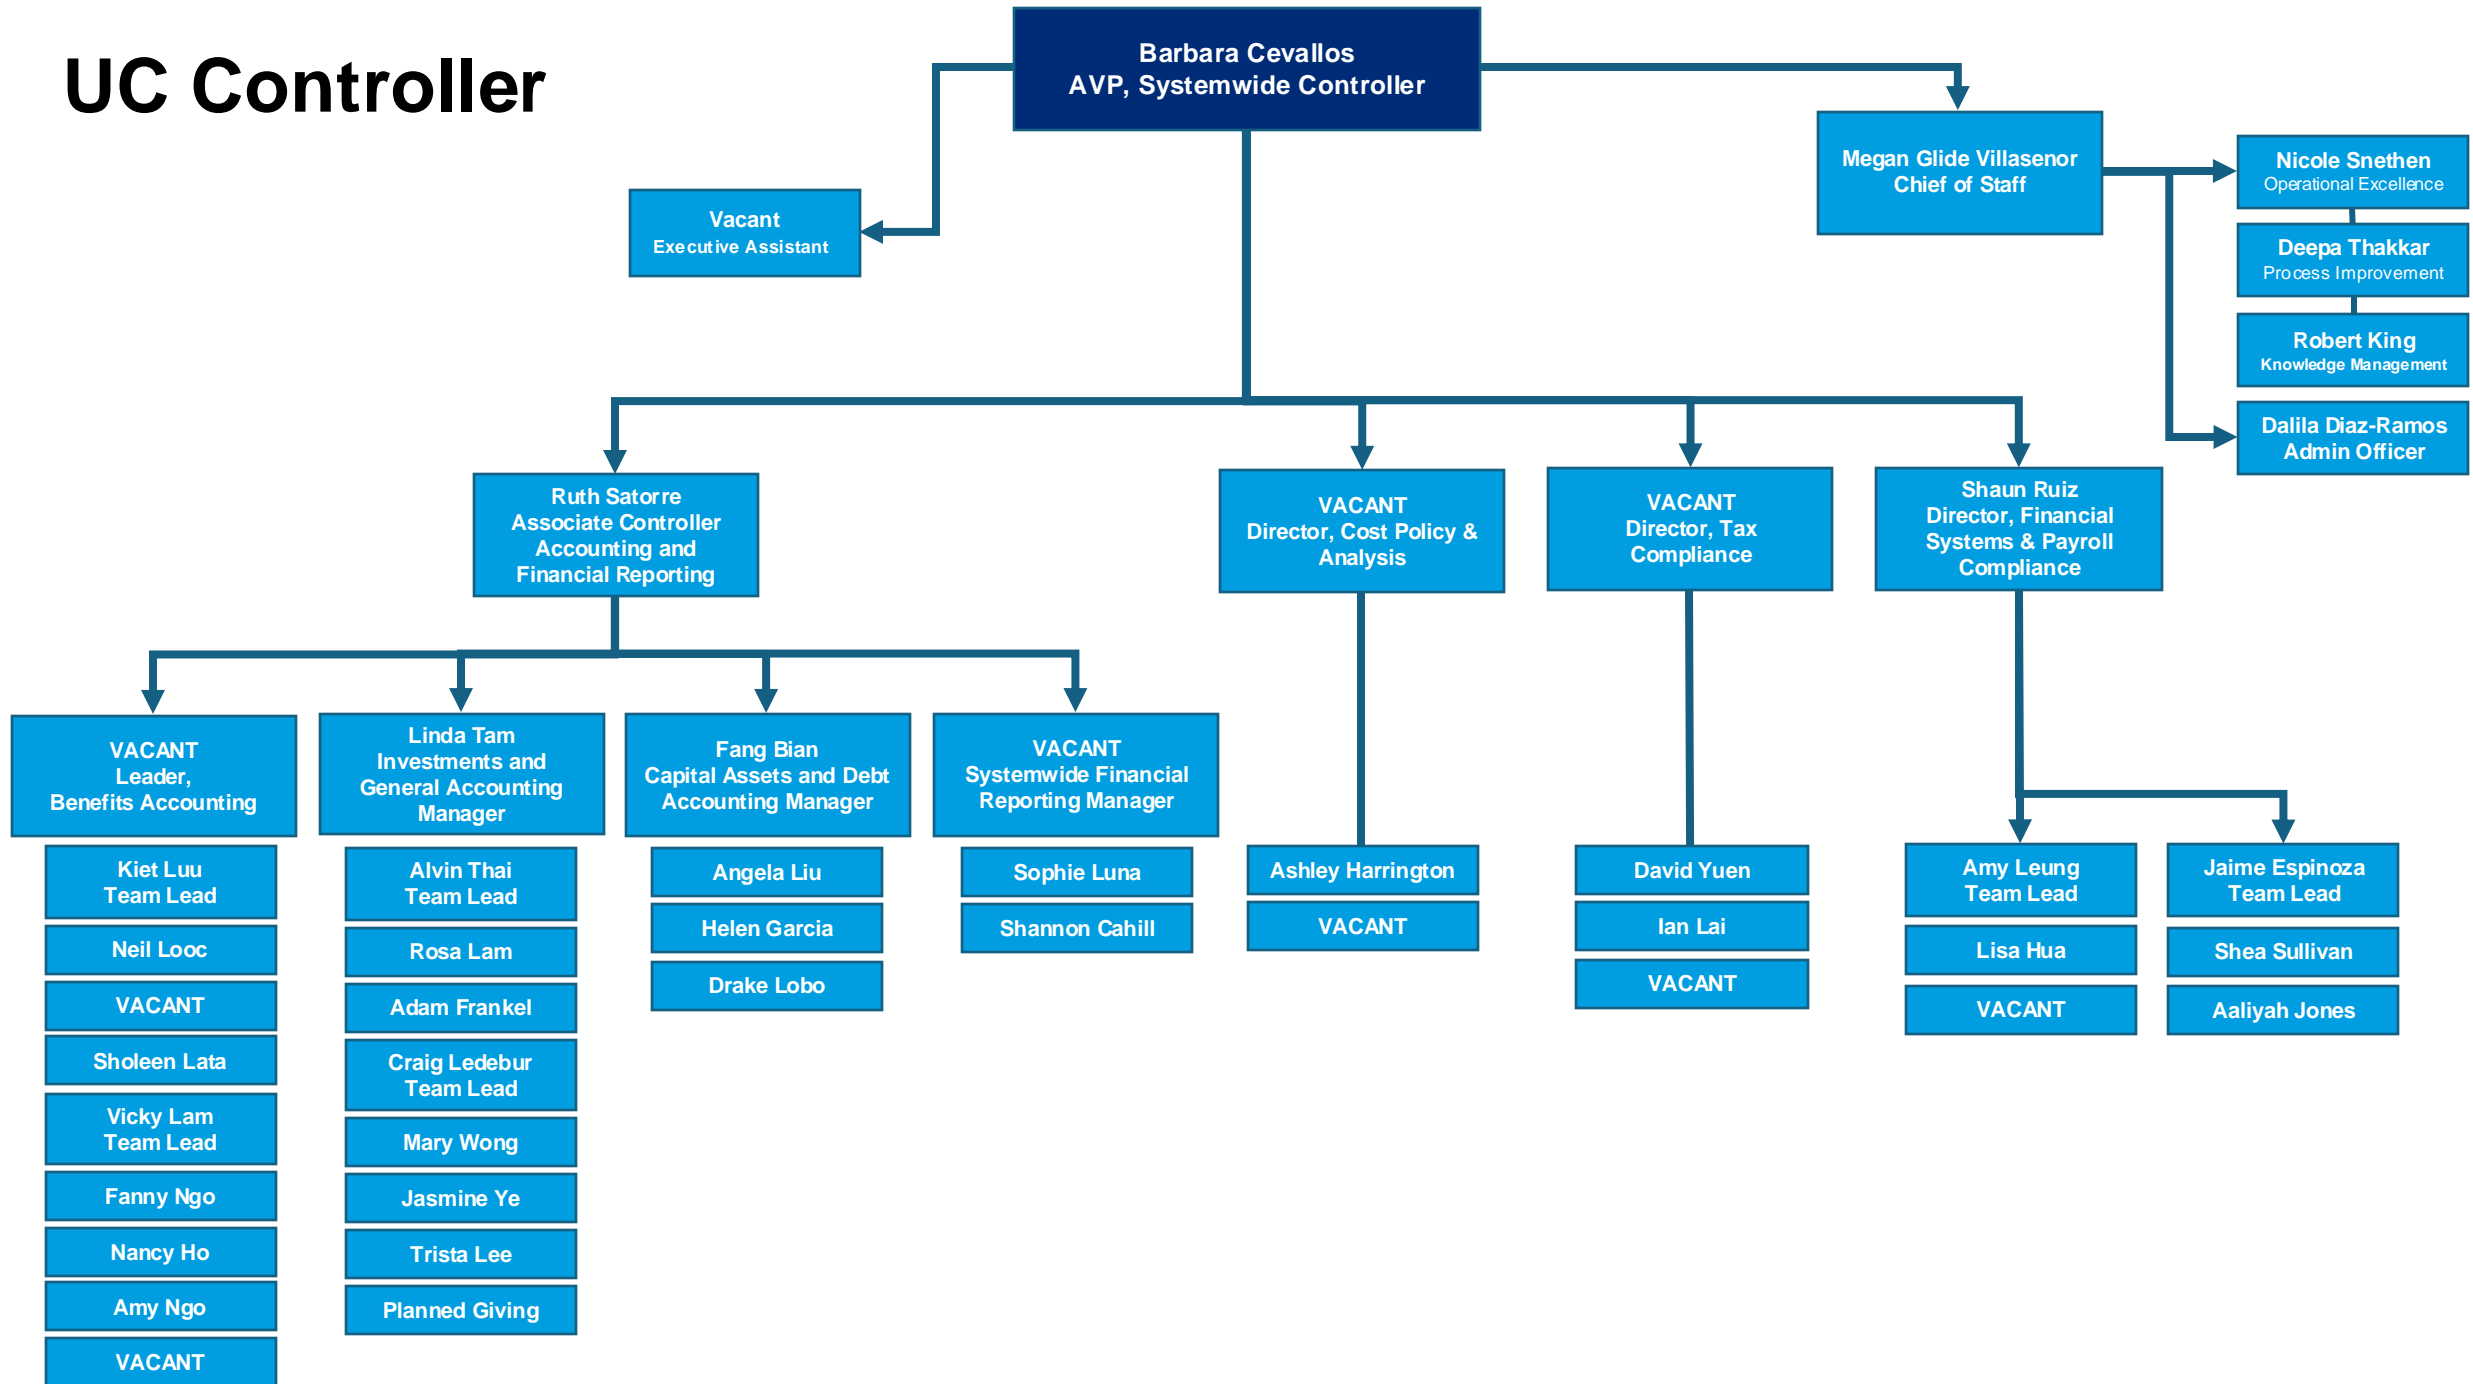 UC Controller
Barbara Cevallos
AVP, Systemwide Controller
Vacant
Executive Assistant
Megan Glide Villasenor
Chief of Staff
Nicole Snethen
Operational Excellence
Deepa Thakkar
Process Improvement
Robert King
Knowledge Management
Dalila Diaz-Ramos
Admin Officer
Ruth Satorre
Associate Controller
Accounting and
Financial Reporting
VACANT
Director, Cost Policy &
Analysis
VACANT
Director, Tax
Compliance
Shaun Ruiz
Director, Financial
Systems & Payroll
Compliance
VACANT
Leader,
Benefits Accounting
Kiet Luu
Team Lead
Neil Looc
VACANT
Sholeen Lata
Vicky Lam
Team Lead
Fanny Ngo
Nancy Ho
Amy Ngo
VACANT
Linda Tam
Investments and
General Accounting
Manager
Alvin Thai
Team Lead
Rosa Lam
Adam Frankel
Craig Ledebur
Team Lead
Mary Wong
Jasmine Ye
Trista Lee
Planned Giving
Fang Bian
Capital Assets and Debt
Accounting Manager
Angela Liu
Helen Garcia
Drake Lobo
VACANT
Systemwide Financial
Reporting Manager
Sophie Luna
Shannon Cahill
Ashley Harrington
VACANT
David Yuen
Ian Lai
VACANT
Amy Leung
Team Lead
Lisa Hua
VACANT
Jaime Espinoza
Team Lead
Shea Sullivan
Aaliyah Jones